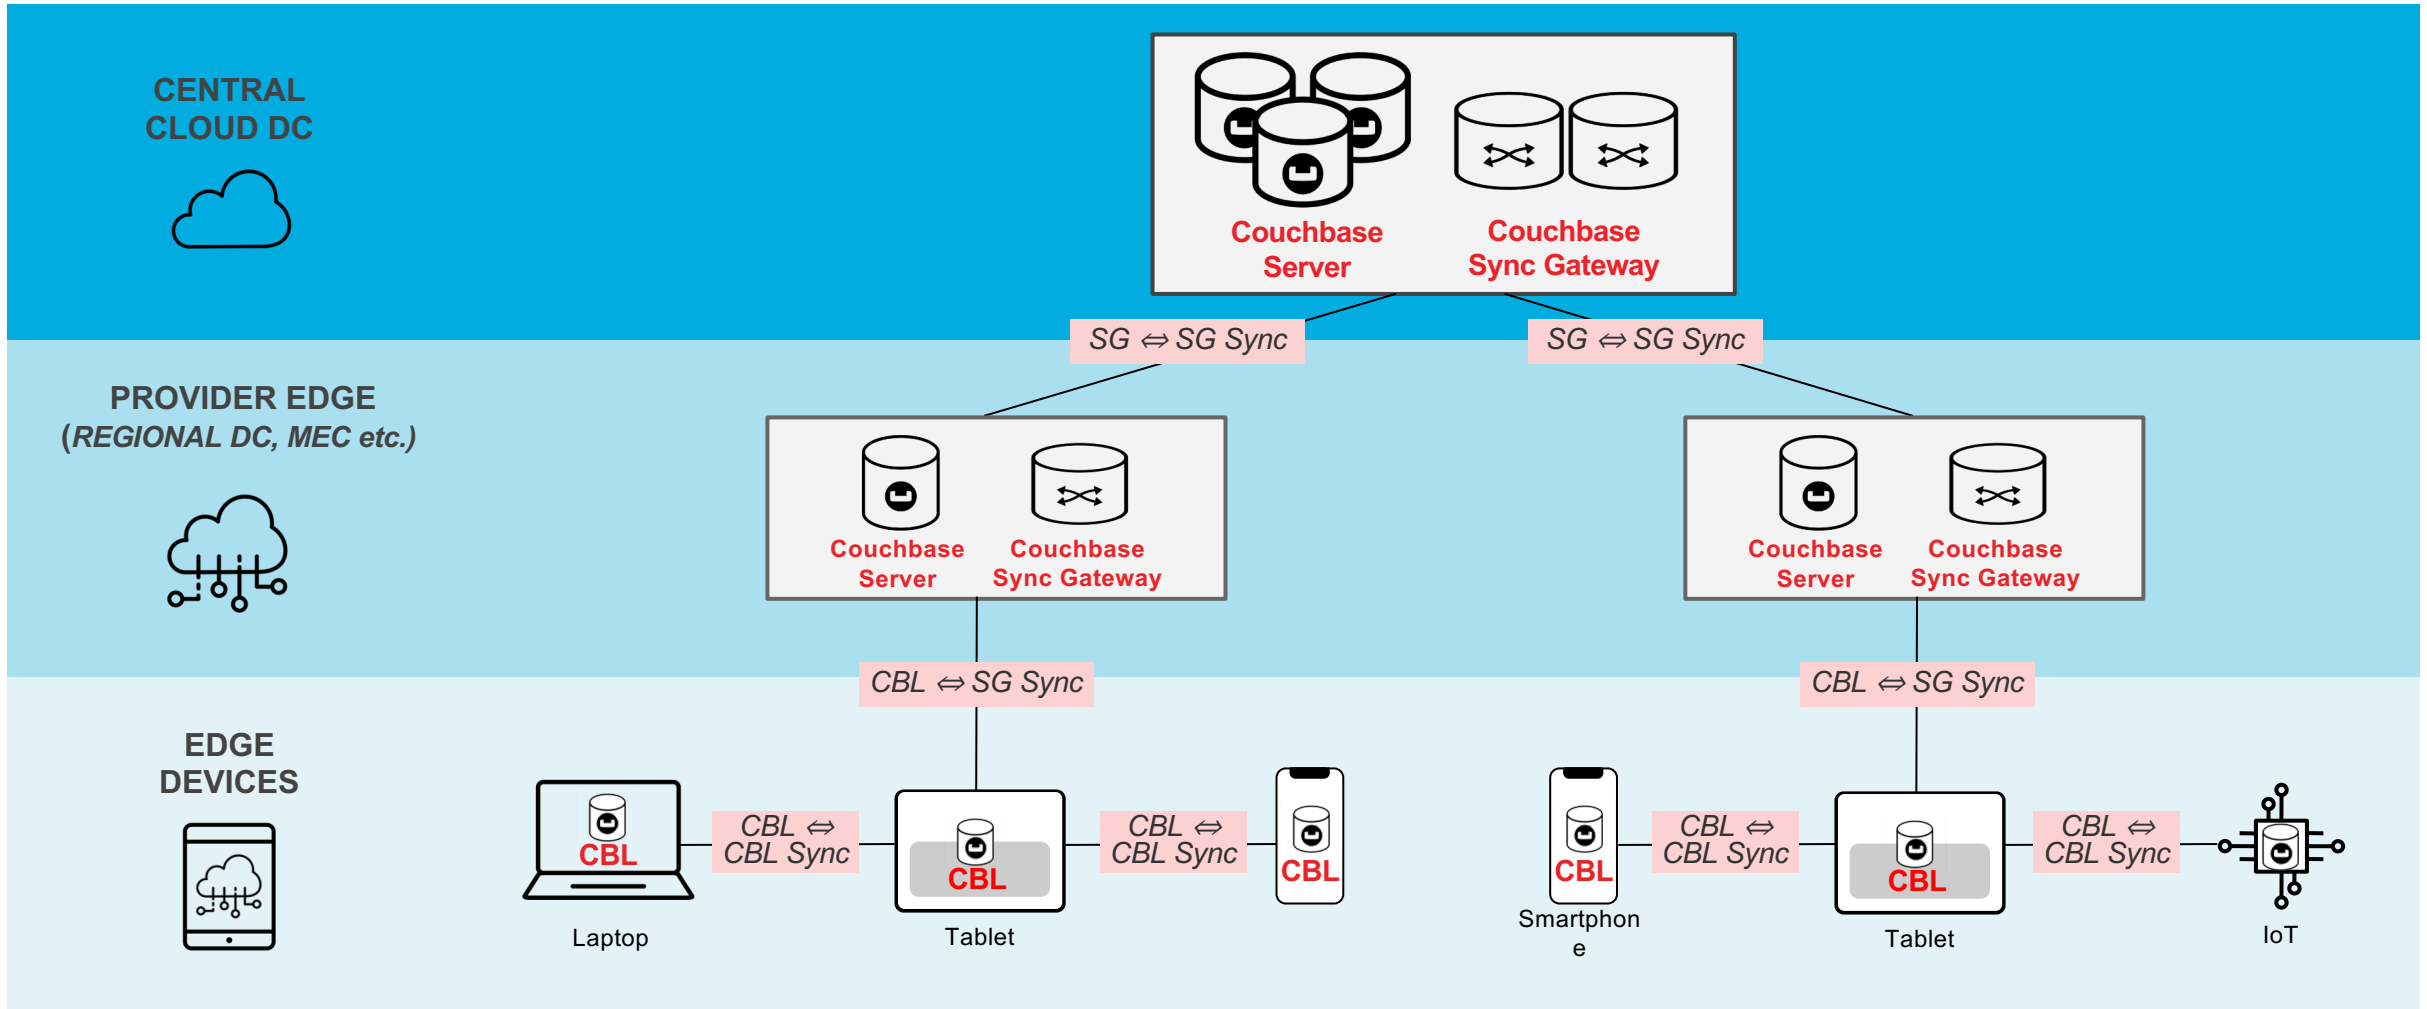 CENTRAL
CLOUD DC
Couchbase
Server
Couchbase
Sync Gateway
SG ⇔ SG Sync
SG ⇔ SG Sync
PROVIDER EDGE
(REGIONAL DC, MEC etc.)
Couchbase
Server
Couchbase
Sync Gateway
Couchbase
Server
Couchbase
Sync Gateway
CBL ⇔ SG Sync
CBL ⇔ SG Sync
EDGE
DEVICES
CBL
CBL ⇔
CBL Sync
CBL
CBL ⇔
CBL Sync
CBL
CBL
CBL ⇔
CBL Sync
CBL
CBL ⇔
CBL Sync
Laptop
Tablet
Smartphon
e
Tablet
IoT